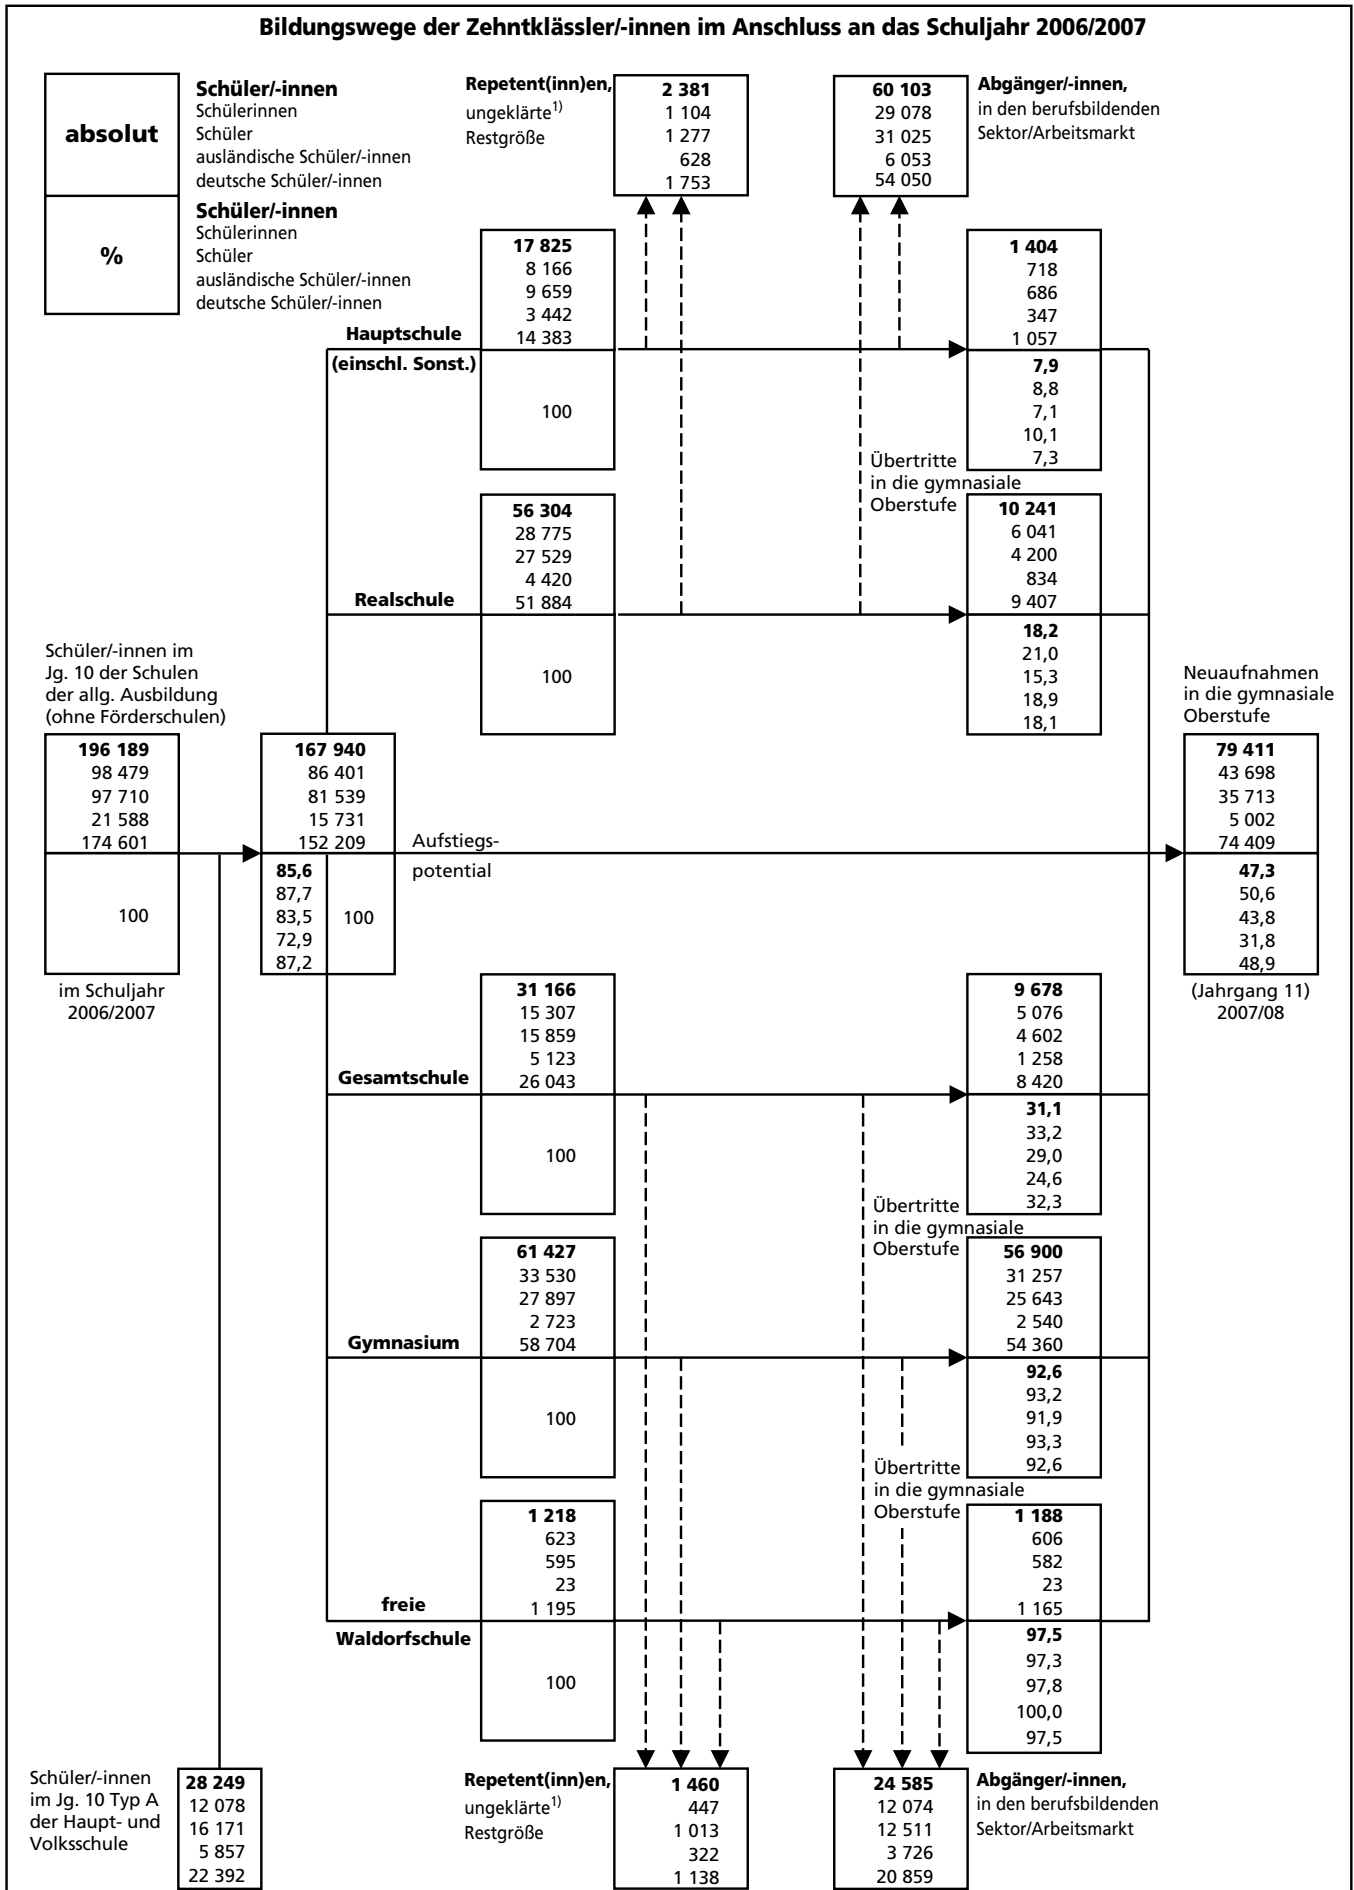 Bildungswege der Zehntklässler/-innen im Anschluss an das Schuljahr 2006/2007
absolut
Schüler/-innen
Schülerinnen
Schüler
ausländische Schüler/-innen
deutsche Schüler/-innen
%
Schüler/-innen
Schülerinnen
Schüler
ausländische Schüler/-innen
deutsche Schüler/-innen
Repetent(inn)en,
ungeklärte1)
Restgröße
2 381
1 104
1 277
628
1 753
60 103
29 078
31 025
6 053
54 050
Abgänger/-innen,
in den berufsbildenden
Sektor/Arbeitsmarkt
Hauptschule
(einschl. Sonst.)
17 825
8 166
9 659
3 442
14 383
100
1 404
718
686
347
1 057
7,9
8,8
7,1
10,1
7,3
Übertritte
in die gymnasiale
Oberstufe
Realschule
56 304
28 775
27 529
4 420
51 884
100
10 241
6 041
4 200
834
9 407
18,2
21,0
15,3
18,9
18,1
Schüler/-innen im
Jg. 10 der Schulen
der allg. Ausbildung
(ohne Förderschulen)
196 189
98 479
97 710
21 588
174 601
100
im Schuljahr
2006/2007
167 940
86 401
81 539
15 731
152 209
85,6
87,7
83,5
72,9
87,2
100
Aufstiegs-
potential
Neuaufnahmen
in die gymnasiale
Oberstufe
79 411
43 698
35 713
5 002
74 409
47,3
50,6
43,8
31,8
48,9
(Jahrgang 11)
2007/08
Gesamtschule
31 166
15 307
15 859
5 123
26 043
100
9 678
5 076
4 602
1 258
8 420
31,1
33,2
29,0
24,6
32,3
Übertritte
in die gymnasiale
Oberstufe
Gymnasium
61 427
33 530
27 897
2 723
58 704
100
56 900
31 257
25 643
2 540
54 360
92,6
93,2
91,9
93,3
92,6
Übertritte
in die gymnasiale
Oberstufe
freie
Waldorfschule
1 218
623
595
23
1 195
100
1 188
606
582
23
1 165
97,5
97,3
97,8
100,0
97,5
Schüler/-innen
im Jg. 10 Typ A
der Haupt- und
Volksschule
28 249
12 078
16 171
5 857
22 392
Repetent(inn)en,
ungeklärte1)
Restgröße
1 460
447
1 013
322
1 138
24 585
12 074
12 511
3 726
20 859
Abgänger/-innen,
in den berufsbildenden
Sektor/Arbeitsmarkt